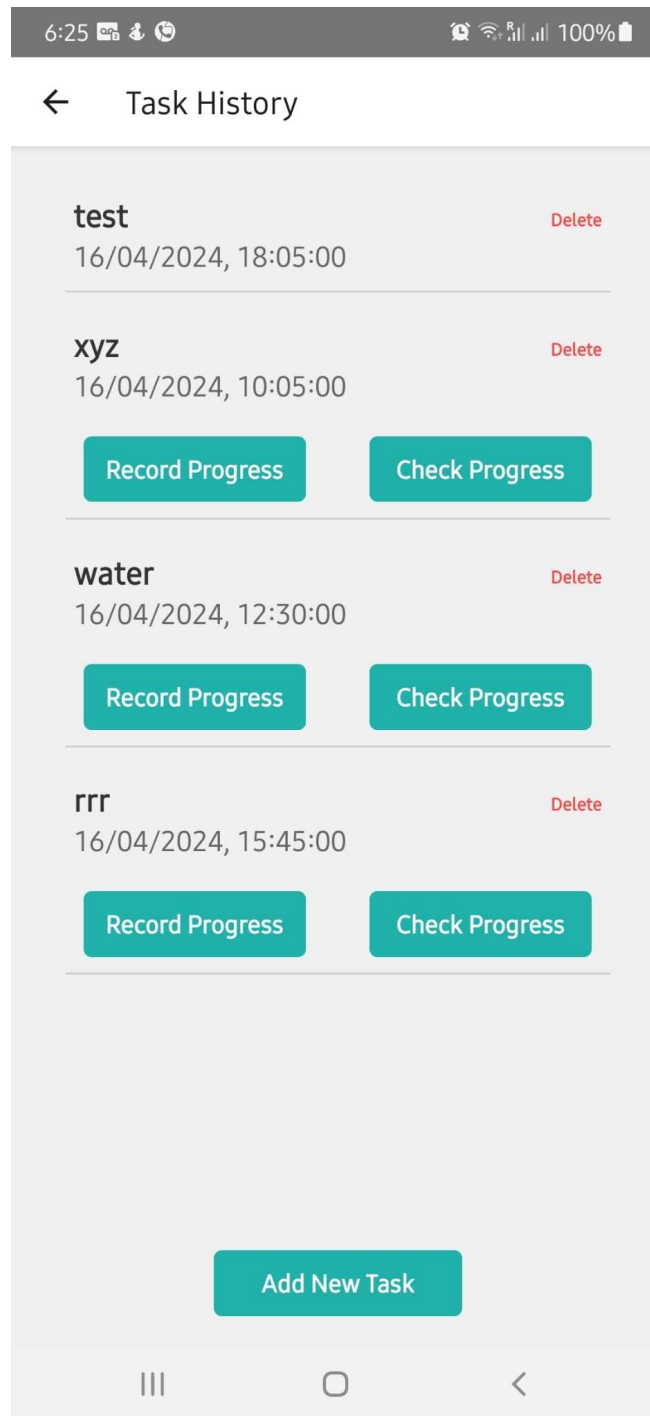 6:25 100%
Task History
test Delete
16/04/2024, 18:05:00
xyz Delete
16/04/2024, 10:05:00
Record Progress Check Progress
water Delete
16/04/2024, 12:30:00
Record Progress Check Progress
rrr Delete
16/04/2024, 15:45:00
Record Progress Check Progress
Add New Task